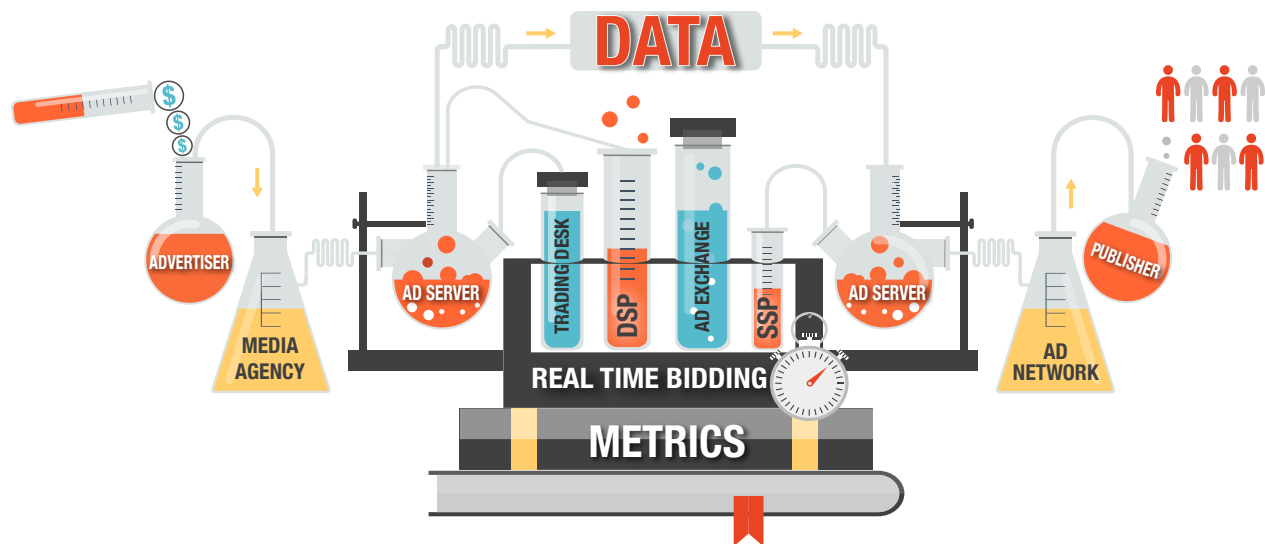 DATA
$
$
$
ADVERTISER
MEDIA
AGENCY
AD SERVER
TRADING DESK
DSP
AD EXCHANGE
SSP
AD SERVER
AD
NETWORK
PUBLISHER
REAL TIME BIDDING
METRICS